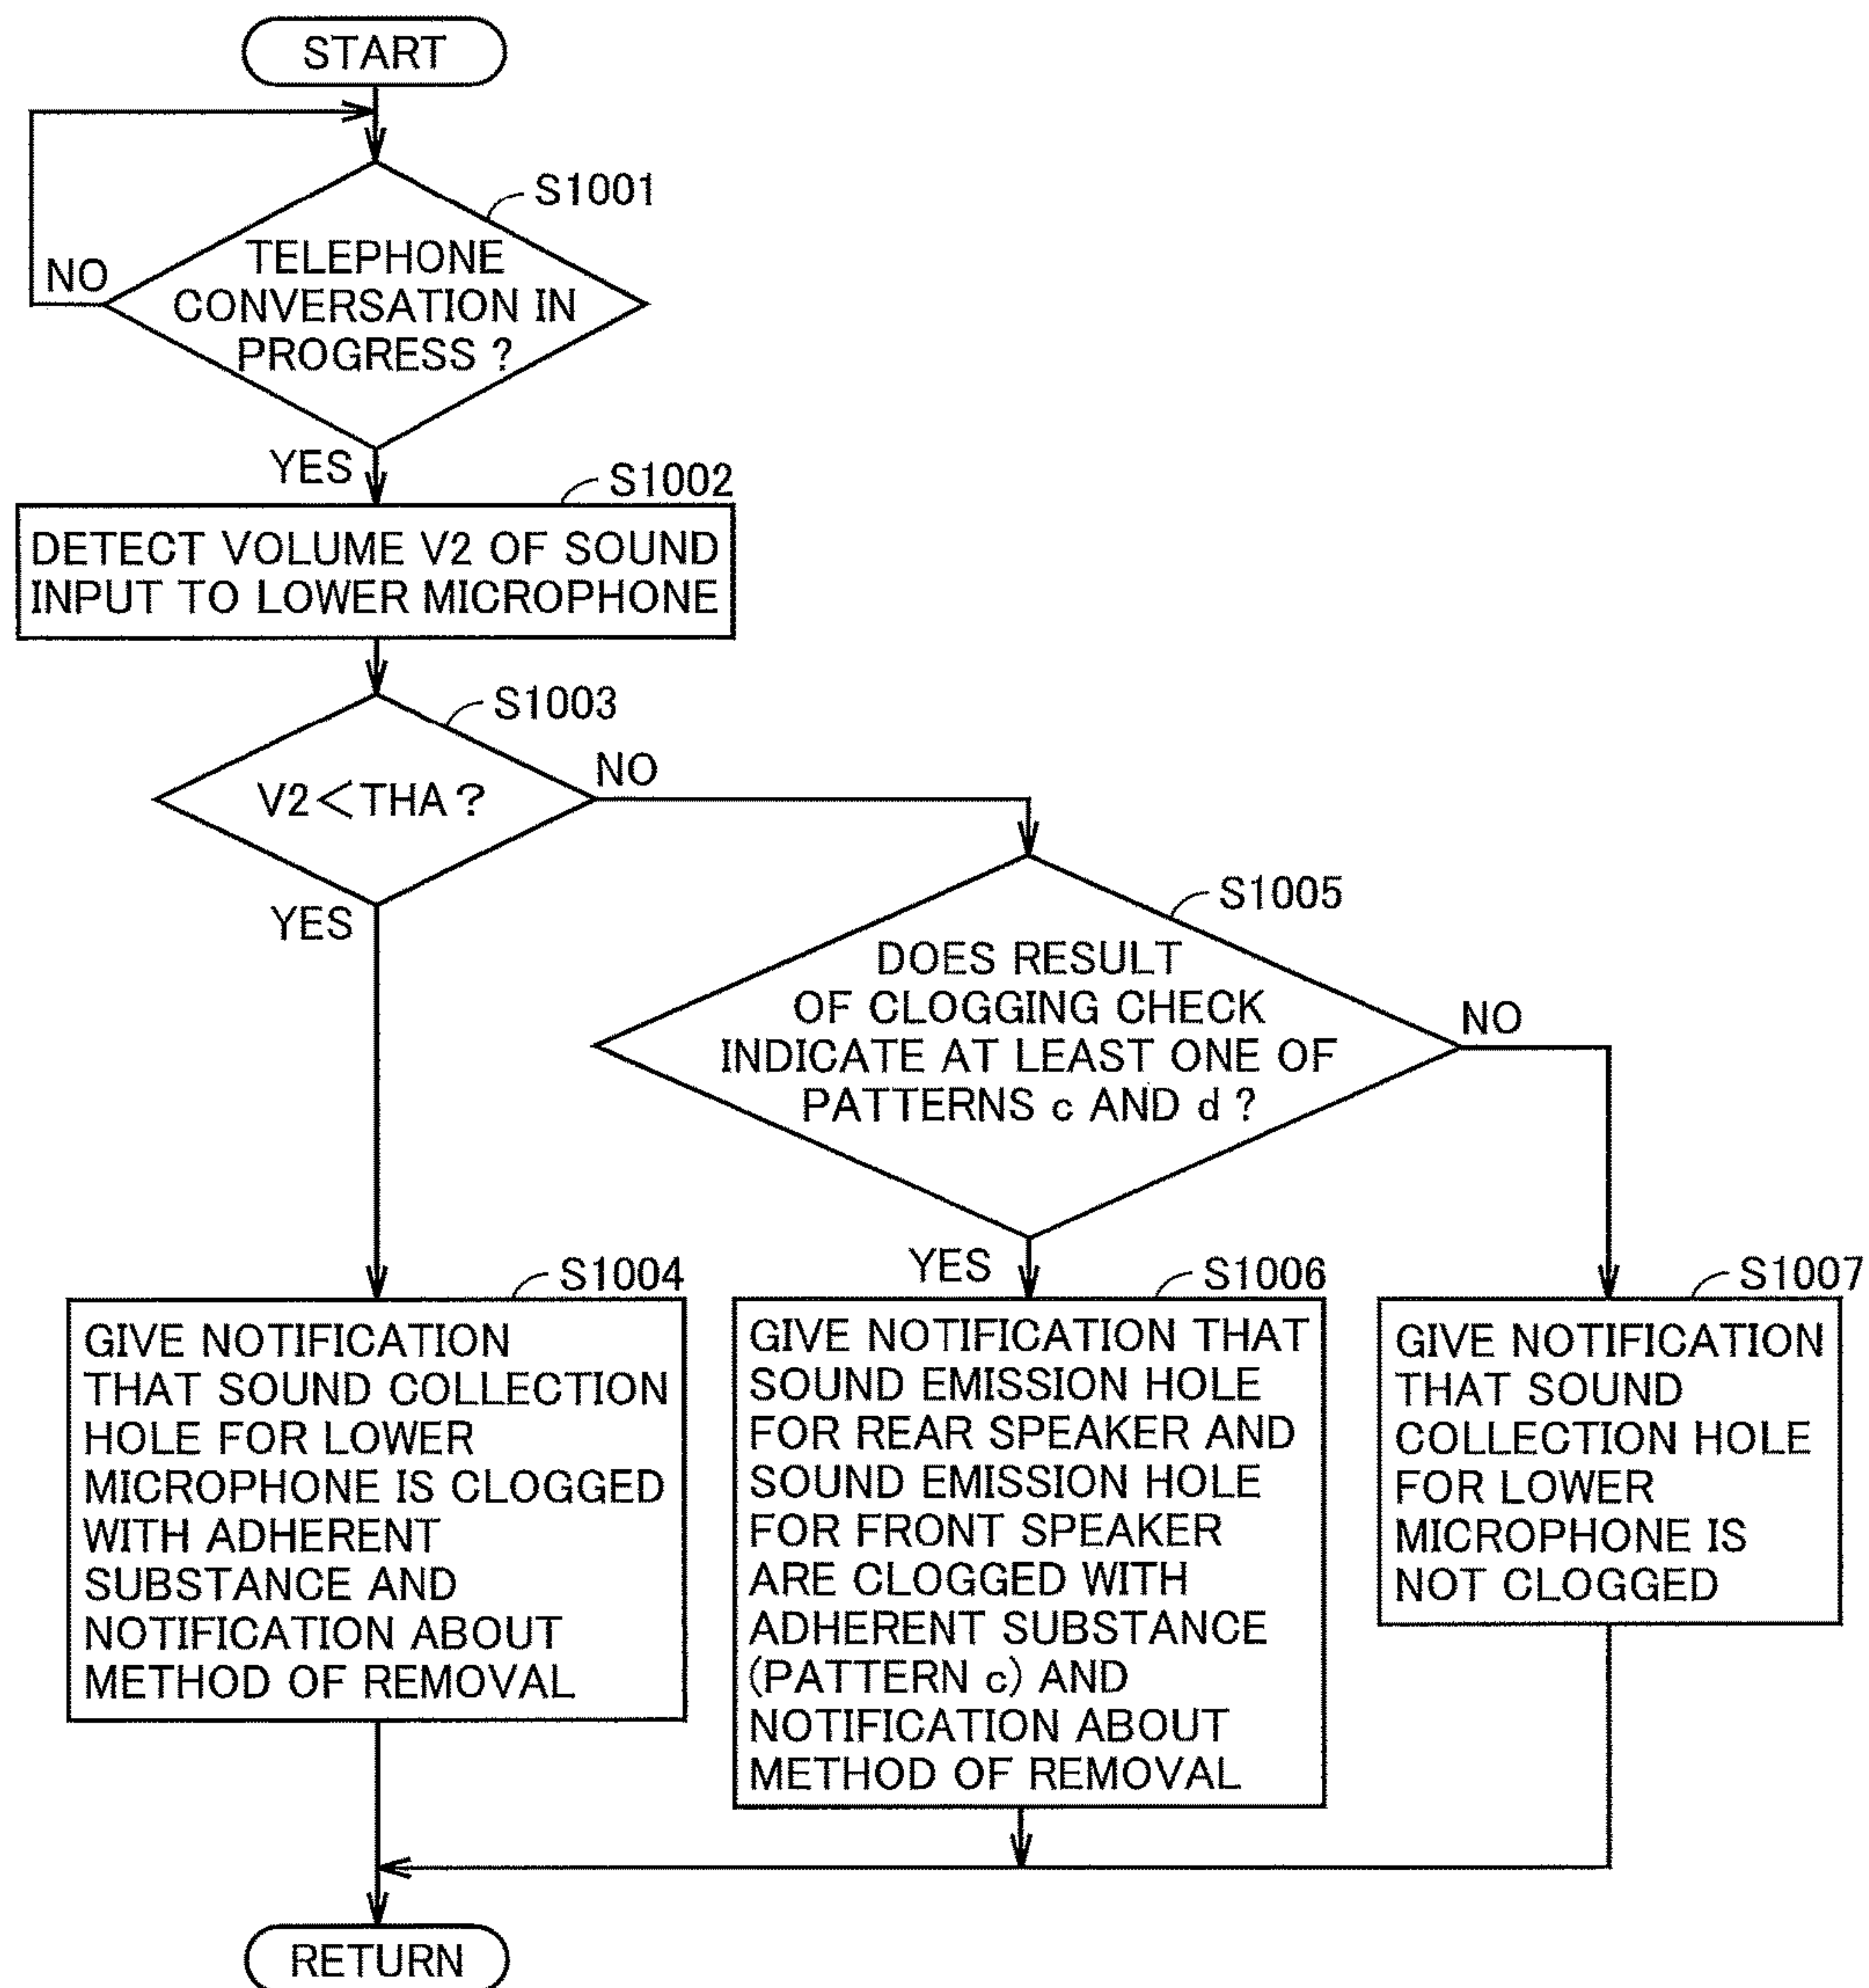 START
S1001
TELEPHONE
CONVERSATION IN
PROGRESS ?
NO
YES
S1002
DETECT VOLUME V2 OF SOUND
INPUT TO LOWER MICROPHONE
S1003
V2<THA ?
NO
YES
S1005
DOES RESULT
OF CLOGGING CHECK
INDICATE AT LEAST ONE OF
PATTERNS c AND d ?
NO
YES
S1004
GIVE NOTIFICATION
THAT SOUND COLLECTION
HOLE FOR LOWER
MICROPHONE IS CLOGGED
WITH ADHERENT
SUBSTANCE AND
NOTIFICATION ABOUT
METHOD OF REMOVAL
S1006
GIVE NOTIFICATION THAT
SOUND EMISSION HOLE
FOR REAR SPEAKER AND
SOUND EMISSION HOLE
FOR FRONT SPEAKER
ARE CLOGGED WITH
ADHERENT SUBSTANCE
(PATTERN c) AND
NOTIFICATION ABOUT
METHOD OF REMOVAL
S1007
GIVE NOTIFICATION
THAT SOUND
COLLECTION HOLE
FOR LOWER
MICROPHONE IS
NOT CLOGGED
RETURN